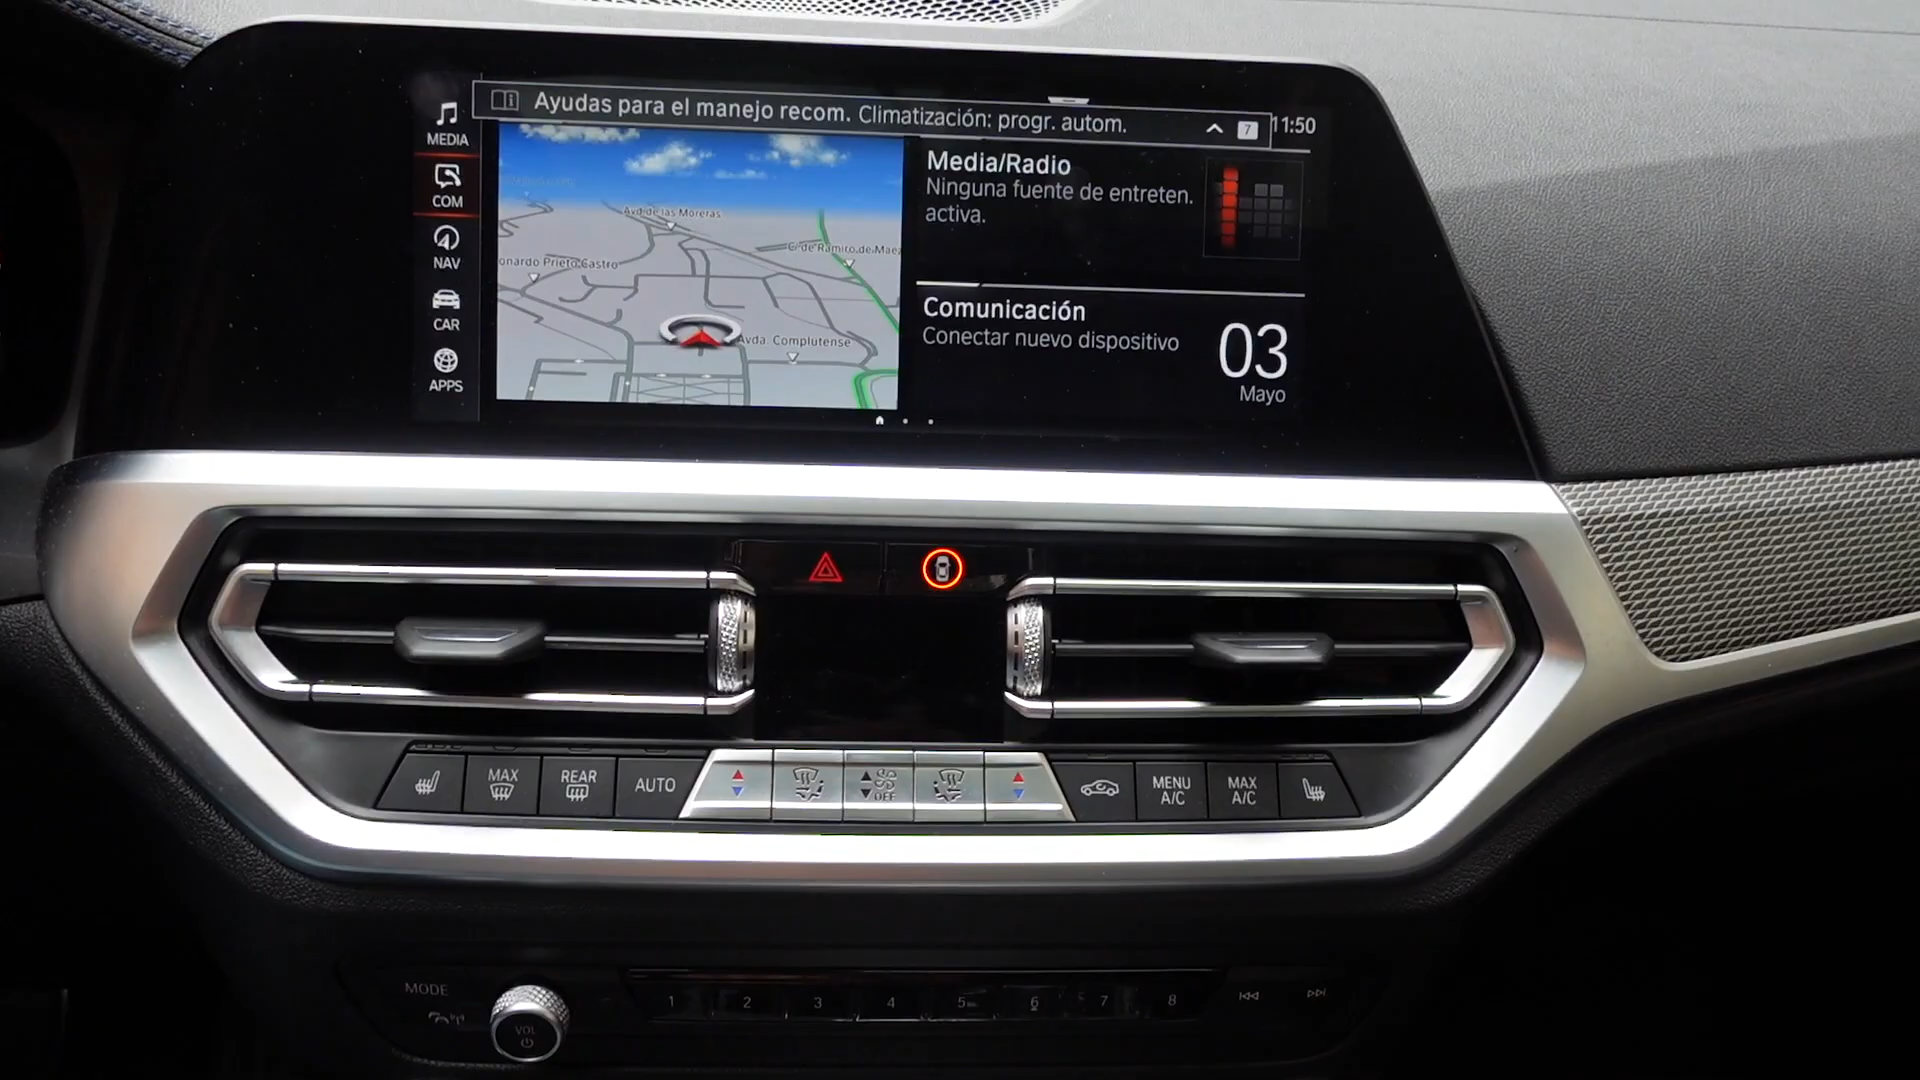 Ayudas para el manejo recom. Climatización: progr. autom.
7
11:50
MEDIA
COM
NAV
CAR
APPS
Avd de las Moreras
C. de Ramiro de Maez
onardo Prieto Castro
Avda. Complutense
Media/Radio
Ninguna fuente de entreten.
activa.
Comunicación
Conectar nuevo dispositivo
03
Mayo
MAX
REAR
AUTO
OFF
MENU
A/C
MAX
A/C
MODE
VOL
1 2 3 4 5 6 7 8